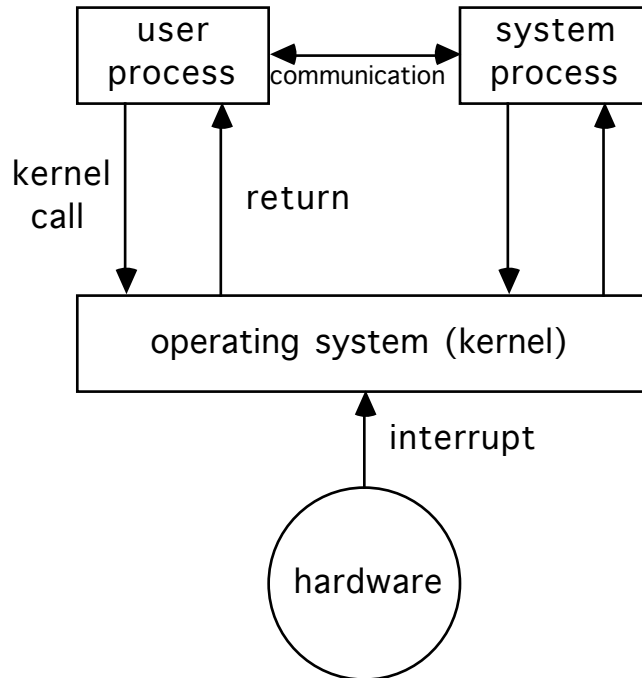 user
process
communication
system
process
kernel
call
return
operating system (kernel)
interrupt
hardware